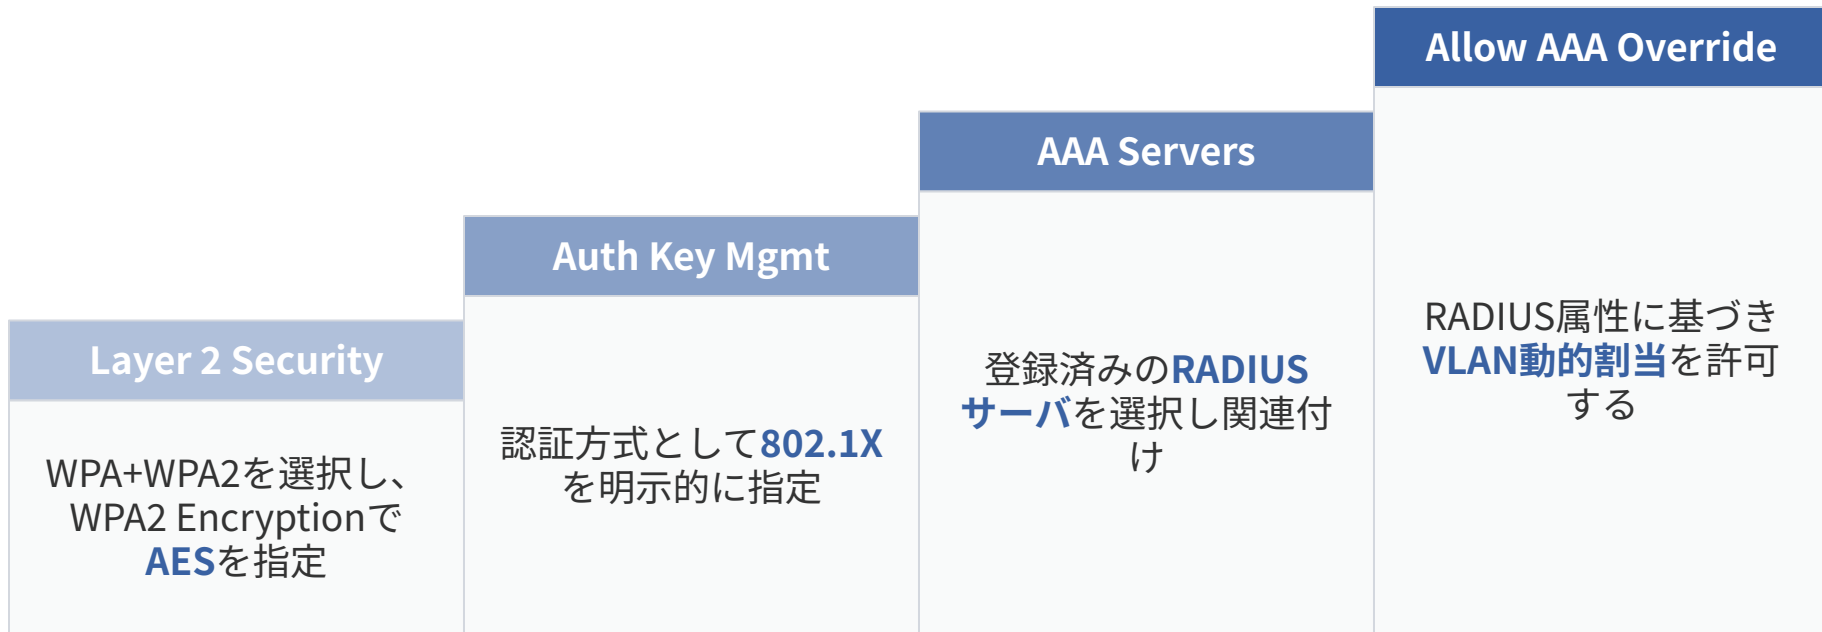 Layer 2 Security
WPA+WPA2を選択し、
WPA2 Encryptionで
AESを指定
Auth Key Mgmt
認証方式として802.1X
を明示的に指定
AAA Servers
登録済みのRADIUS
サーバを選択し関連付
け
Allow AAA Override
RADIUS属性に基づき
VLAN動的割当を許可
する